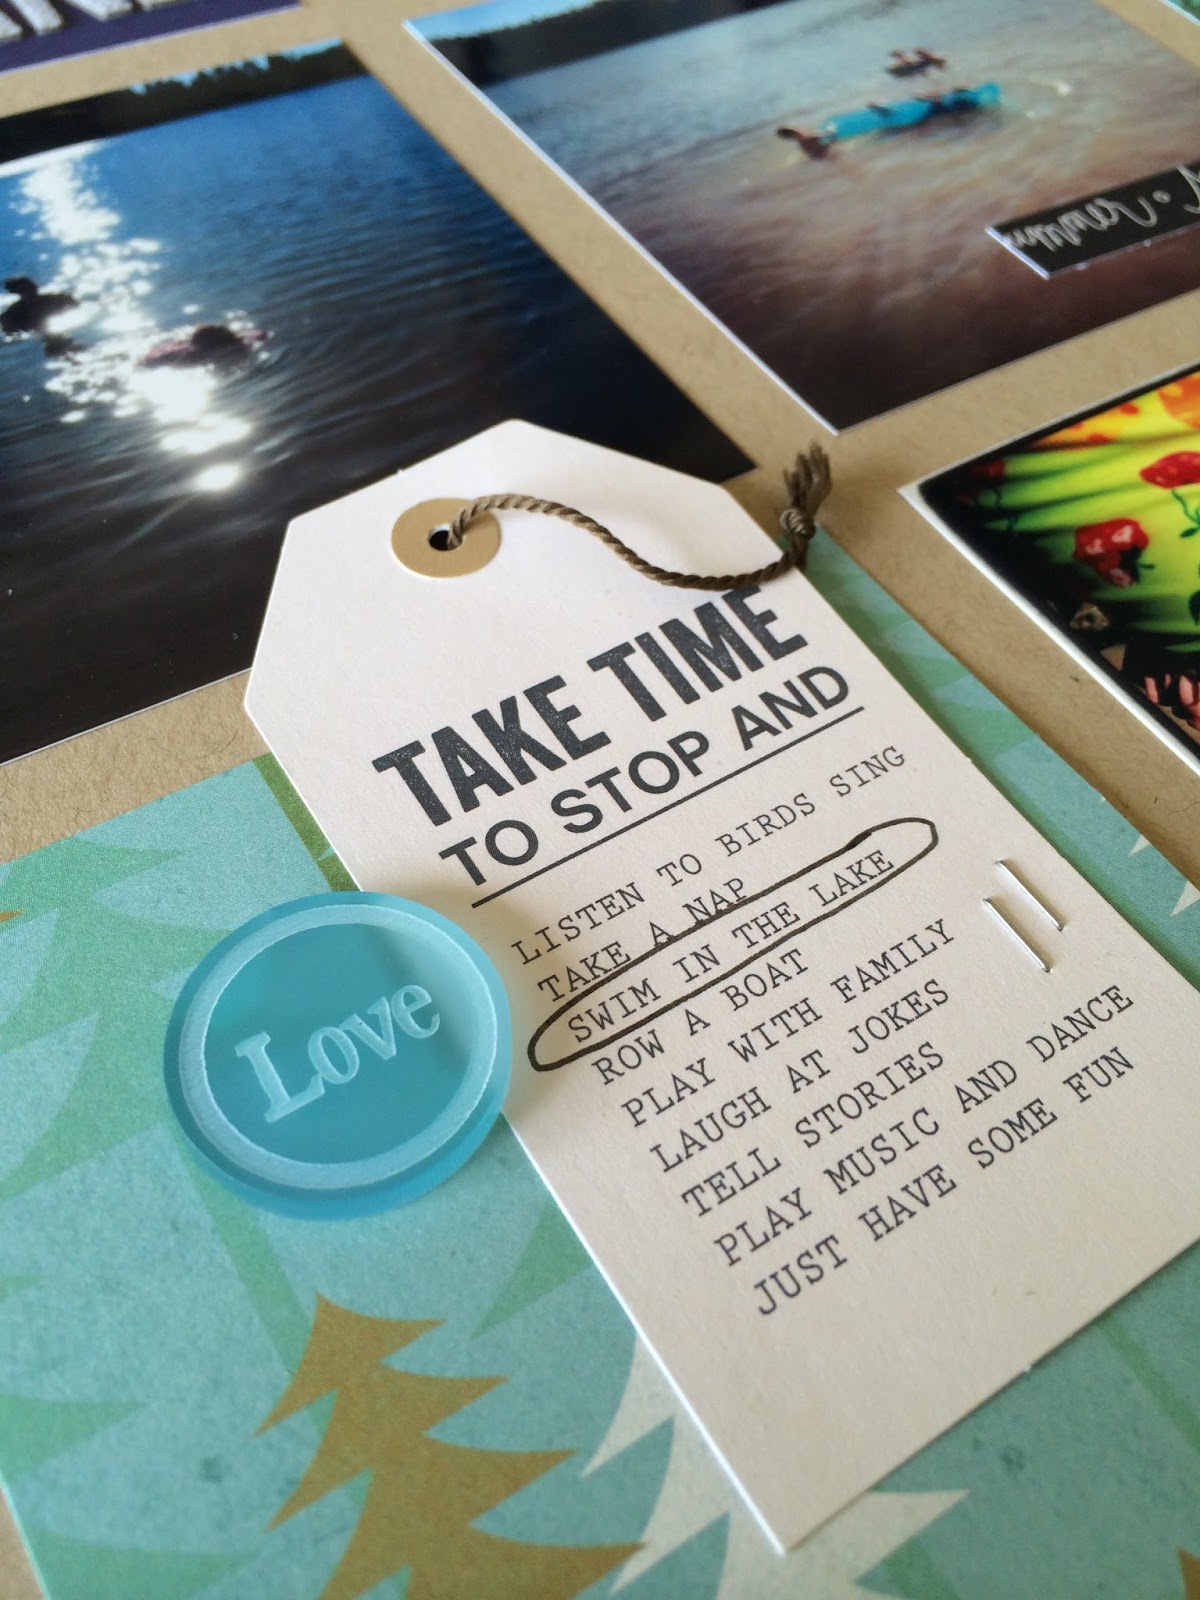 summer
TAKE TIME
TO STOP AND
LISTEN TO BIRDS SING
TAKE A NAP
SWIM IN THE LAKE
ROW A BOAT
PLAY WITH FAMILY
LAUGH AT JOKES
TELL STORIES
PLAY MUSIC AND DANCE
JUST HAVE SOME FUN
Love